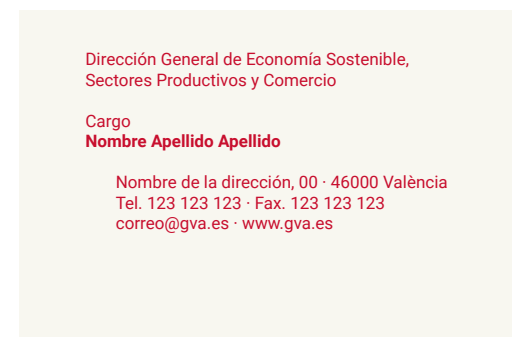 Dirección General de Economía Sostenible,
Sectores Productivos y Comercio
Cargo
Nombre Apellido Apellido
Nombre de la dirección, 00 · 46000 València
Tel. 123 123 123 · Fax. 123 123 123
correo@gva.es · www.gva.es